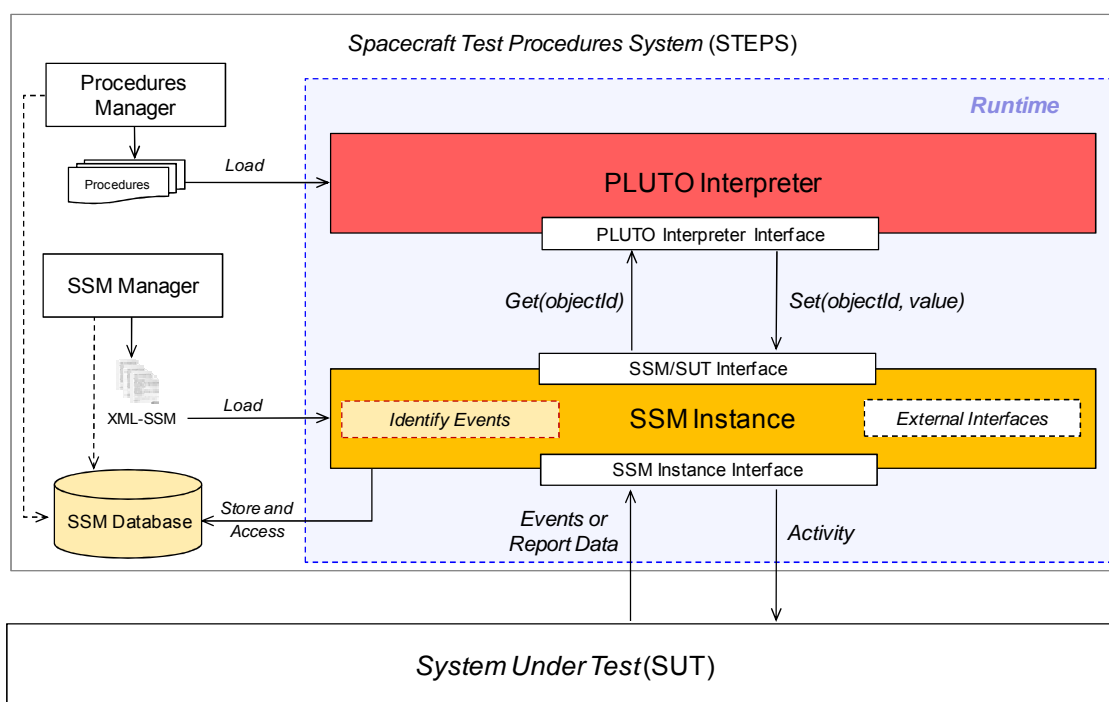 Spacecraft Test Procedures System (STEPS)
Procedures
Manager
Runtime
Load
Procedures
PLUTO Interpreter
PLUTO Interpreter Interface
SSM Manager
Get(objectId)
Set(objectId, value)
SSM/SUT Interface
XML-SSM
Load
Identify Events
SSM Instance
External Interfaces
SSM Instance Interface
SSM Database
Store and
Access
Events or
Report Data
Activity
System Under Test (SUT)